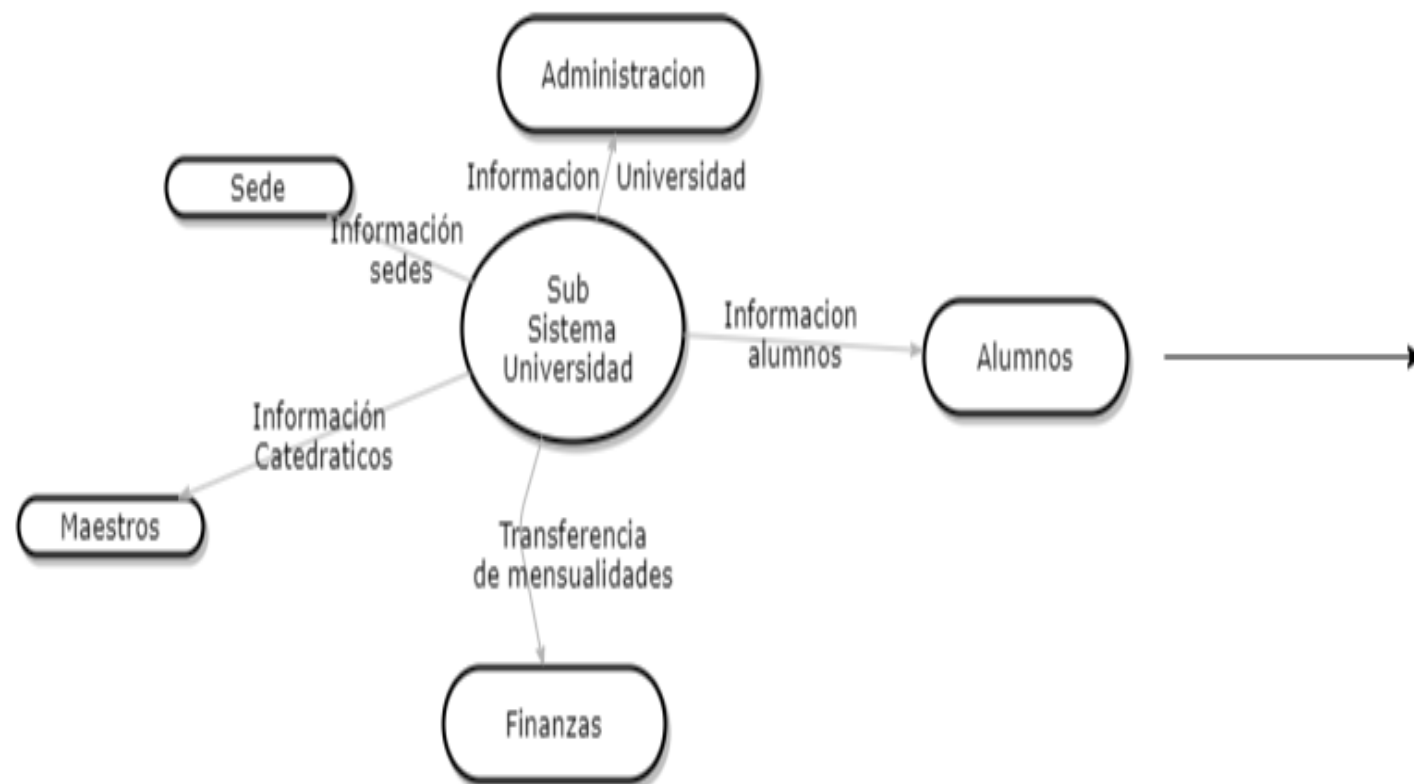 Administracion
Informacion Universidad
Sede
Información
sedes
Sub
Sistema
Universidad
Informacion
alumnos
Alumnos
Información
Catedraticos
Maestros
Transferencia
de mensualidades
Finanzas